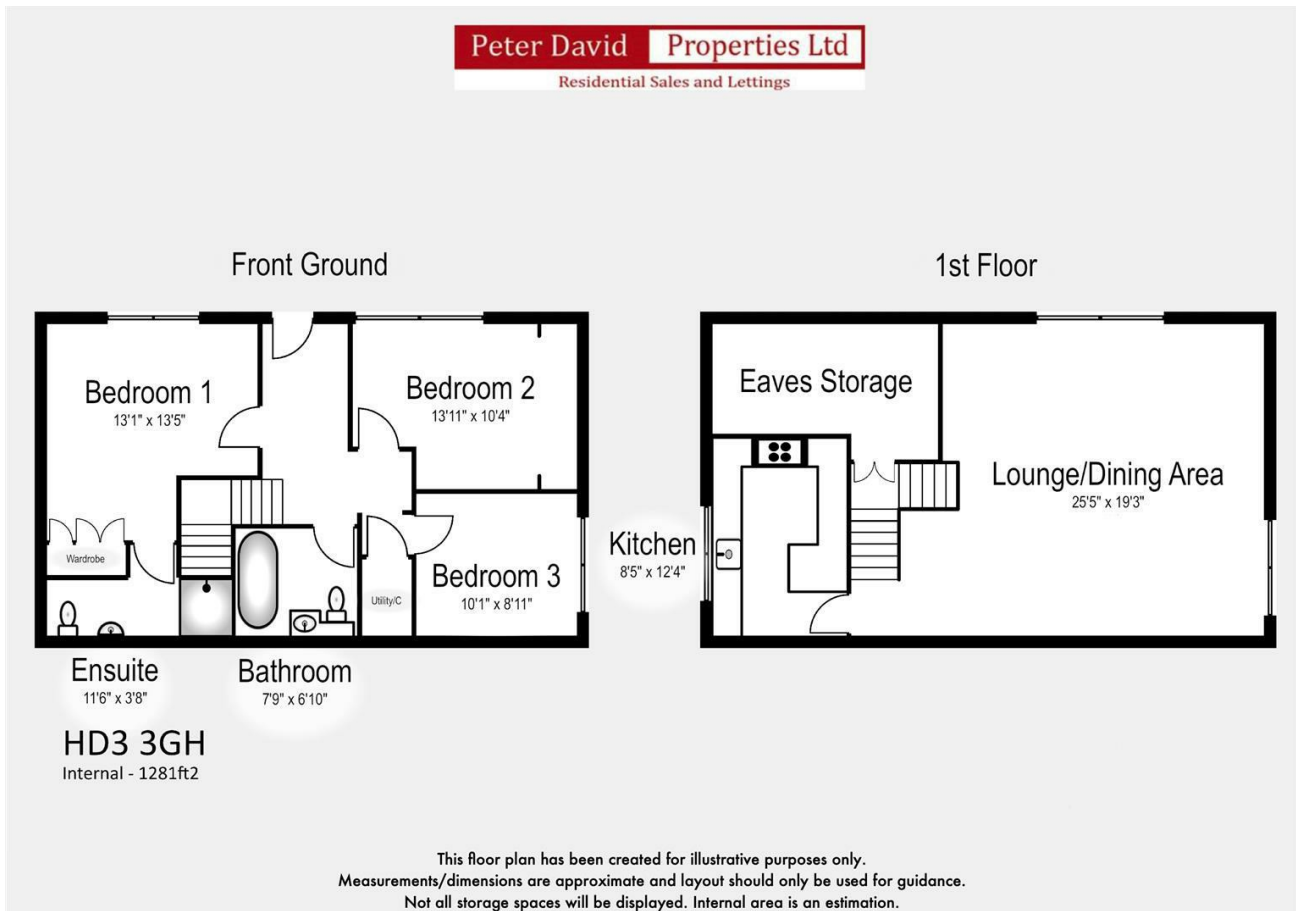 Peter David Properties Ltd
Residential Sales and Lettings
Front Ground
1st Floor
Bedroom 1
13'1" x 13'5"
Bedroom 2
13'11" x 10'4"
Wardrobe
Utility/C
Bedroom 3
10'1" x 8'11"
Ensuite
11'6" x 3'8"
Bathroom
7'9" x 6'10"
Eaves Storage
Lounge/Dining Area
25'5" x 19'3"
Kitchen
8'5" x 12'4"
HD3 3GH
Internal - 1281ft2
This floor plan has been created for illustrative purposes only.
Measurements/dimensions are approximate and layout should only be used for guidance.
Not all storage spaces will be displayed. Internal area is an estimation.